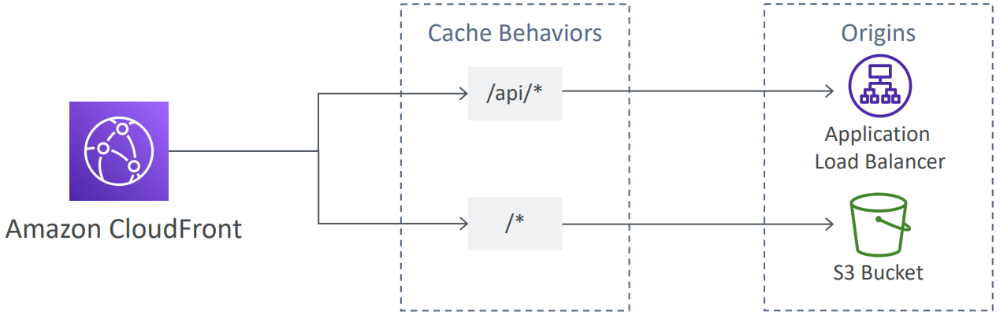 Cache Behaviors
Origins
/api/*
Application
Load Balancer
Amazon CloudFront
/*
S3 Bucket